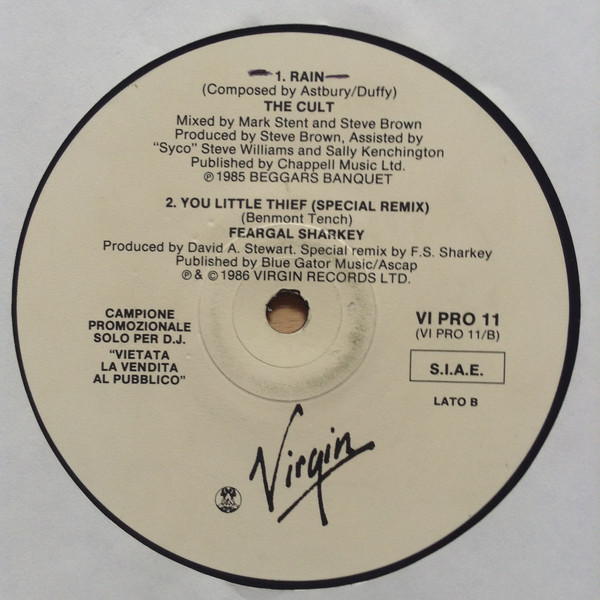 1. RAIN
(Composed by Astbury/Duffy)
THE CULT
Mixed by Mark Stent and Steve Brown
Produced by Steve Brown, Assisted by
"Syco" Steve Williams and Sally Kenchington
Published by Chappell Music Ltd.
℗ 1985 BEGGARS BANQUET
2. YOU LITTLE THIEF (SPECIAL REMIX)
(Benmont Tench)
FEARGAL SHARKEY
Produced by David A. Stewart. Special remix by F.S. Sharkey
Published by Blue Gator Music/Ascap
℗ & © 1986 VIRGIN RECORDS LTD.
CAMPIONE
PROMOZIONALE
SOLO PER D.J.
"VIETATA
LA VENDITA
AL PUBBLICO"
VI PRO 11
(VI PRO 11/B)
S.I.A.E.
LATO B
Virgin